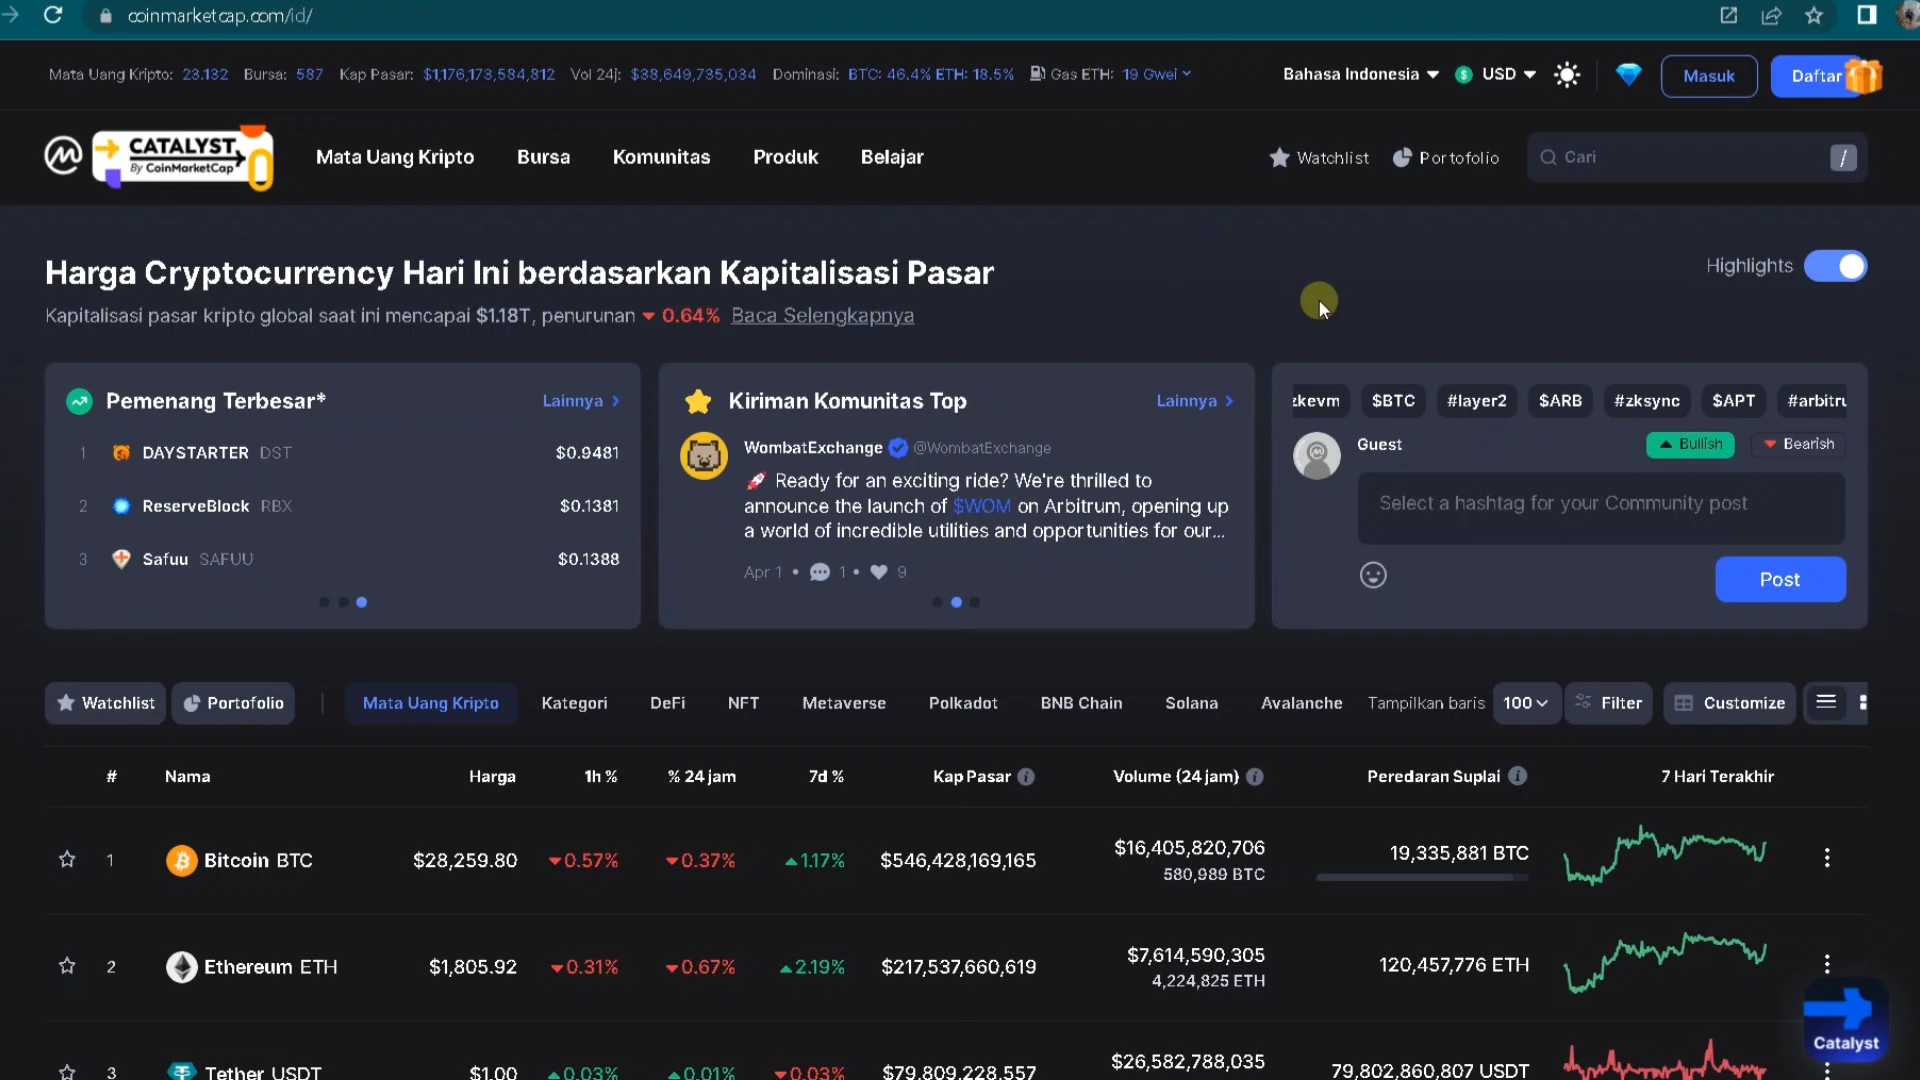 coinmarketcap.com/id/
Mata Uang Kripto: 23.132 Bursa: 587 Kap Pasar: $1,176,173,584,812 Vol 24j: $38,649,735,034 Dominasi: BTC: 46.4% ETH: 18.5% Gas ETH: 19 Gwei Bahasa Indonesia USD Masuk Daftar
CATALYST
By CoinMarketCap
Mata Uang Kripto Bursa Komunitas Produk Belajar Watchlist Portofolio Cari /
Harga Cryptocurrency Hari Ini berdasarkan Kapitalisasi Pasar Highlights
Kapitalisasi pasar kripto global saat ini mencapai $1.18T, penurunan 0.64% Baca Selengkapnya
Pemenang Terbesar* Lainnya
1 DAYSTARTER DST $0.9481
2 ReserveBlock RBX $0.1381
3 Safuu SAFUU $0.1388
Kiriman Komunitas Top Lainnya
WombatExchange @WombatExchange
🚀 Ready for an exciting ride? We're thrilled to
announce the launch of $WOM on Arbitrum, opening up
a world of incredible utilities and opportunities for our...
Apr 1 • 1 • 9
zkevm $BTC #layer2 $ARB #zksync $APT #arbitru
Guest Bullish Bearish
Select a hashtag for your Community post
Post
Watchlist Portofolio Mata Uang Kripto Kategori DeFi NFT Metaverse Polkadot BNB Chain Solana Avalanche Tampilkan baris 100 Filter Customize
# Nama Harga 1h % % 24 jam 7d % Kap Pasar Volume (24 jam) Peredaran Suplai 7 Hari Terakhir
1 Bitcoin BTC $28,259.80 0.57% 0.37% 1.17% $546,428,169,165 $16,405,820,706 19,335,881 BTC
580,989 BTC
2 Ethereum ETH $1,805.92 0.31% 0.67% 2.19% $217,537,660,619 $7,614,590,305 120,457,776 ETH
4,224,825 ETH
3 Tether USDT $1.00 0.03% 0.01% 0.03% $79,809,228,557 $26,582,788,035 79,802,860,807 USDT
Catalyst